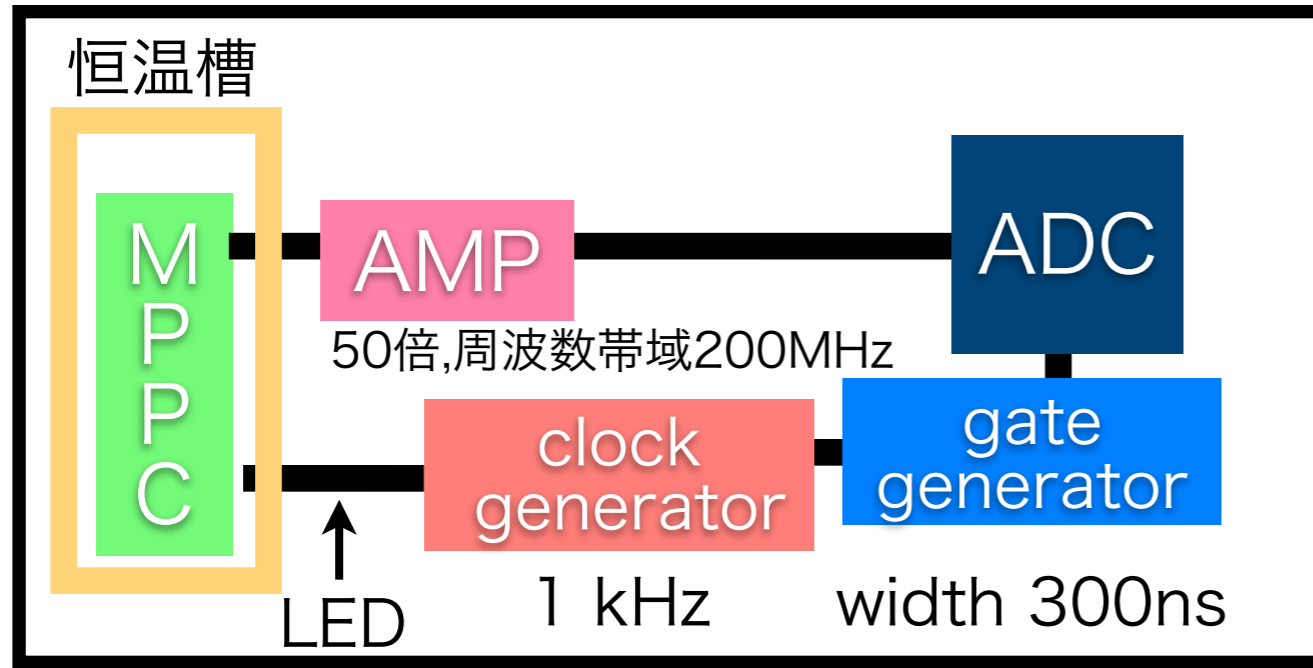 恒温槽
M
P
P
C
AMP
50倍,周波数帯域200MHz
ADC
clock
generator
1 kHz
gate
generator
width 300ns
LED